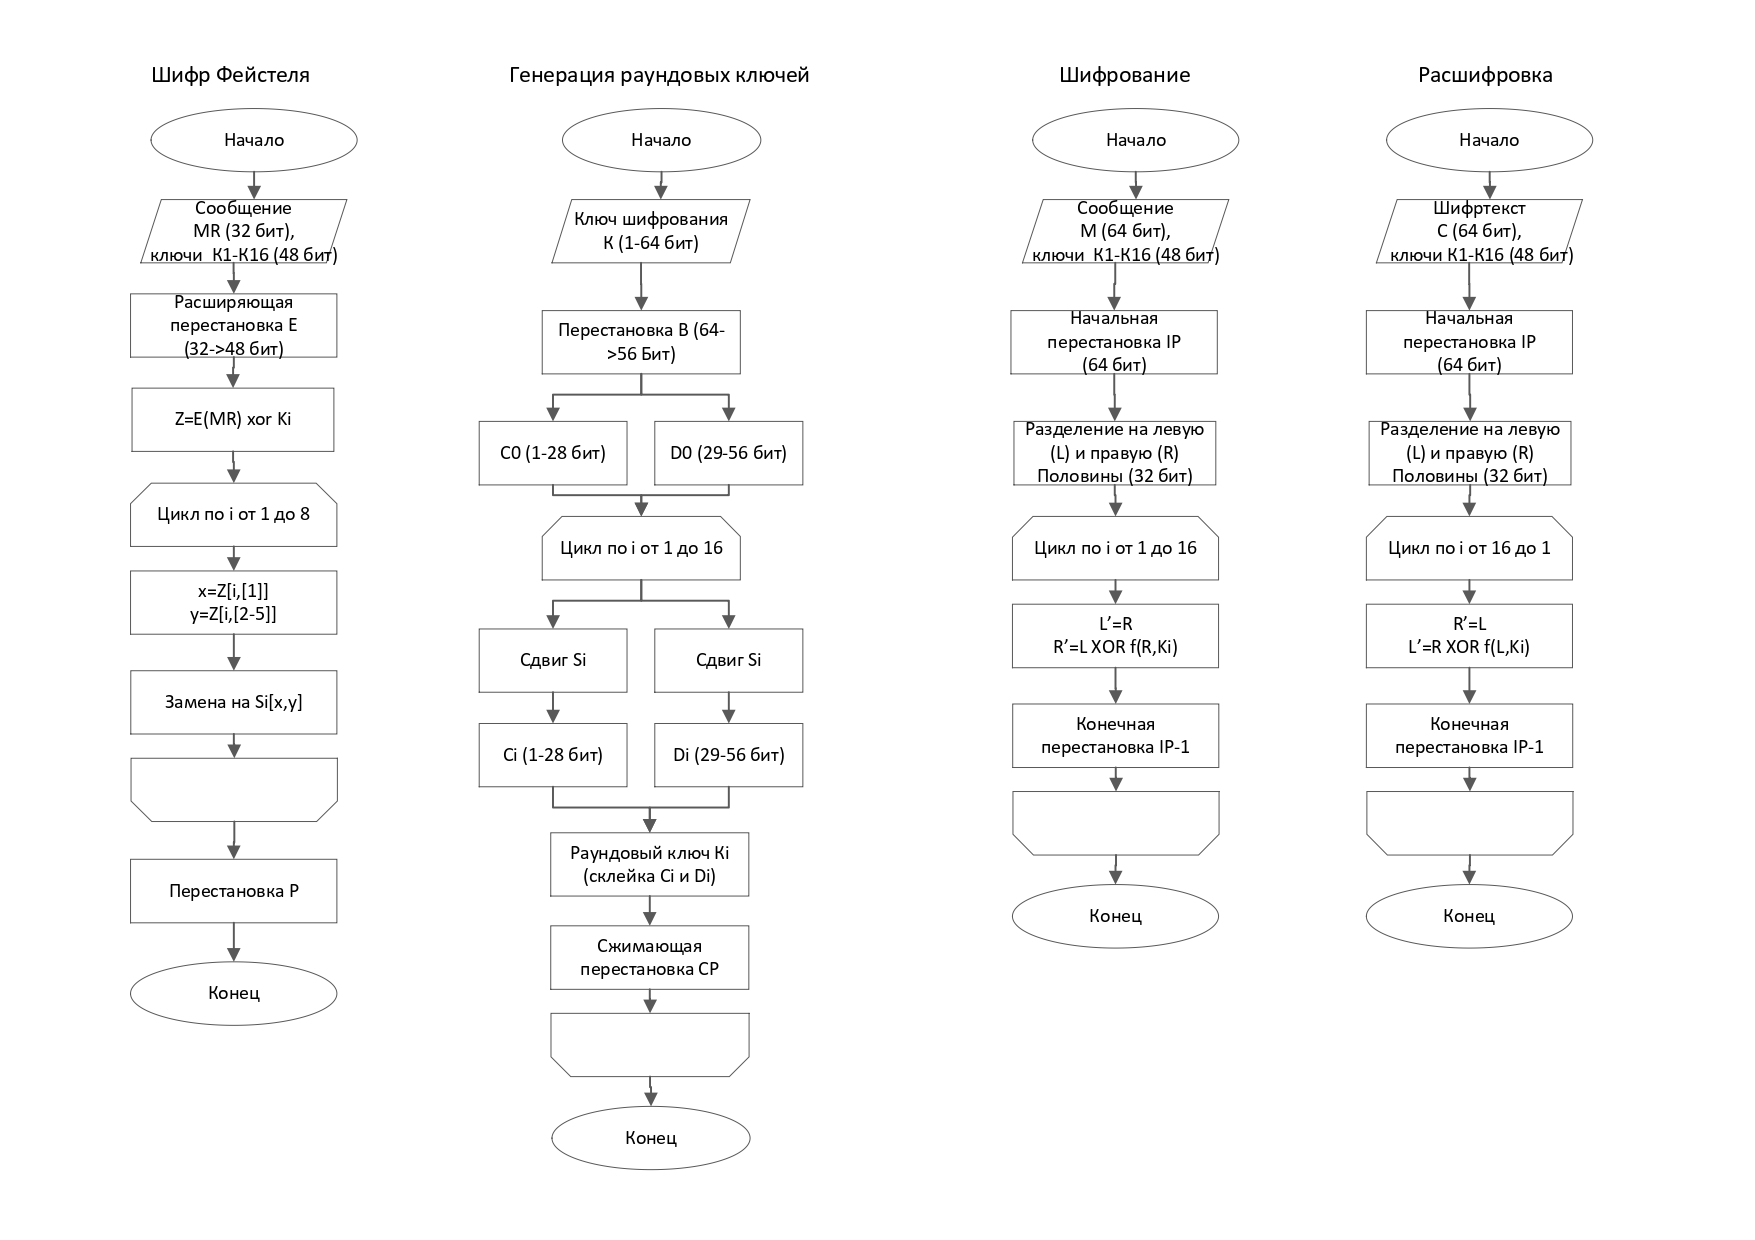 Шифр Фейстеля
Начало
Сообщение
MR (32 бит),
ключи К1-К16 (48 бит)
Расширяющая
перестановка Е
(32->48 бит)
Z=E(MR) xor Ki
Цикл по i от 1 до 8
x=Z[i,[1]]
y=Z[i,[2-5]]
Замена на Si[x,y]
Перестановка Р
Конец
Генерация раундовых ключей
Начало
Ключ шифрования
К (1-64 бит)
Перестановка В (64-
>56 Бит)
С0 (1-28 бит)
D0 (29-56 бит)
Цикл по i от 1 до 16
Сдвиг Si
Сдвиг Si
Ci (1-28 бит)
Di (29-56 бит)
Раундовый ключ Ki
(склейка Ci и Di)
Сжимающая
перестановка СР
Конец
Шифрование
Начало
Сообщение
М (64 бит),
ключи К1-К16 (48 бит)
Начальная
перестановка IP
(64 бит)
Разделение на левую
(L) и правую (R)
Половины (32 бит)
Цикл по i от 1 до 16
L’=R
R’=L XOR f(R,Ki)
Конечная
перестановка IP-1
Конец
Расшифровка
Начало
Шифртекст
С (64 бит),
ключи К1-К16 (48 бит)
Начальная
перестановка IP
(64 бит)
Разделение на левую
(L) и правую (R)
Половины (32 бит)
Цикл по i от 16 до 1
R’=L
L’=R XOR f(L,Ki)
Конечная
перестановка IP-1
Конец